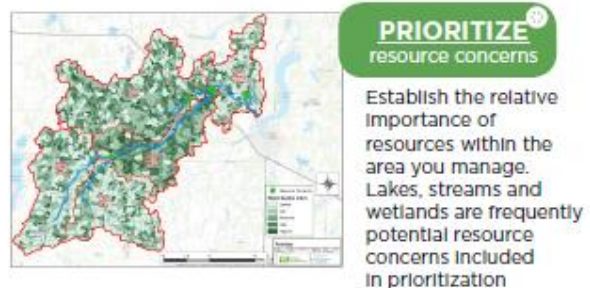 PRIORITIZE
resource concerns
Establish the relative
importance of
resources within the
area you manage.
Lakes, streams and
wetlands are frequently
potential resource
concerns included
in prioritization